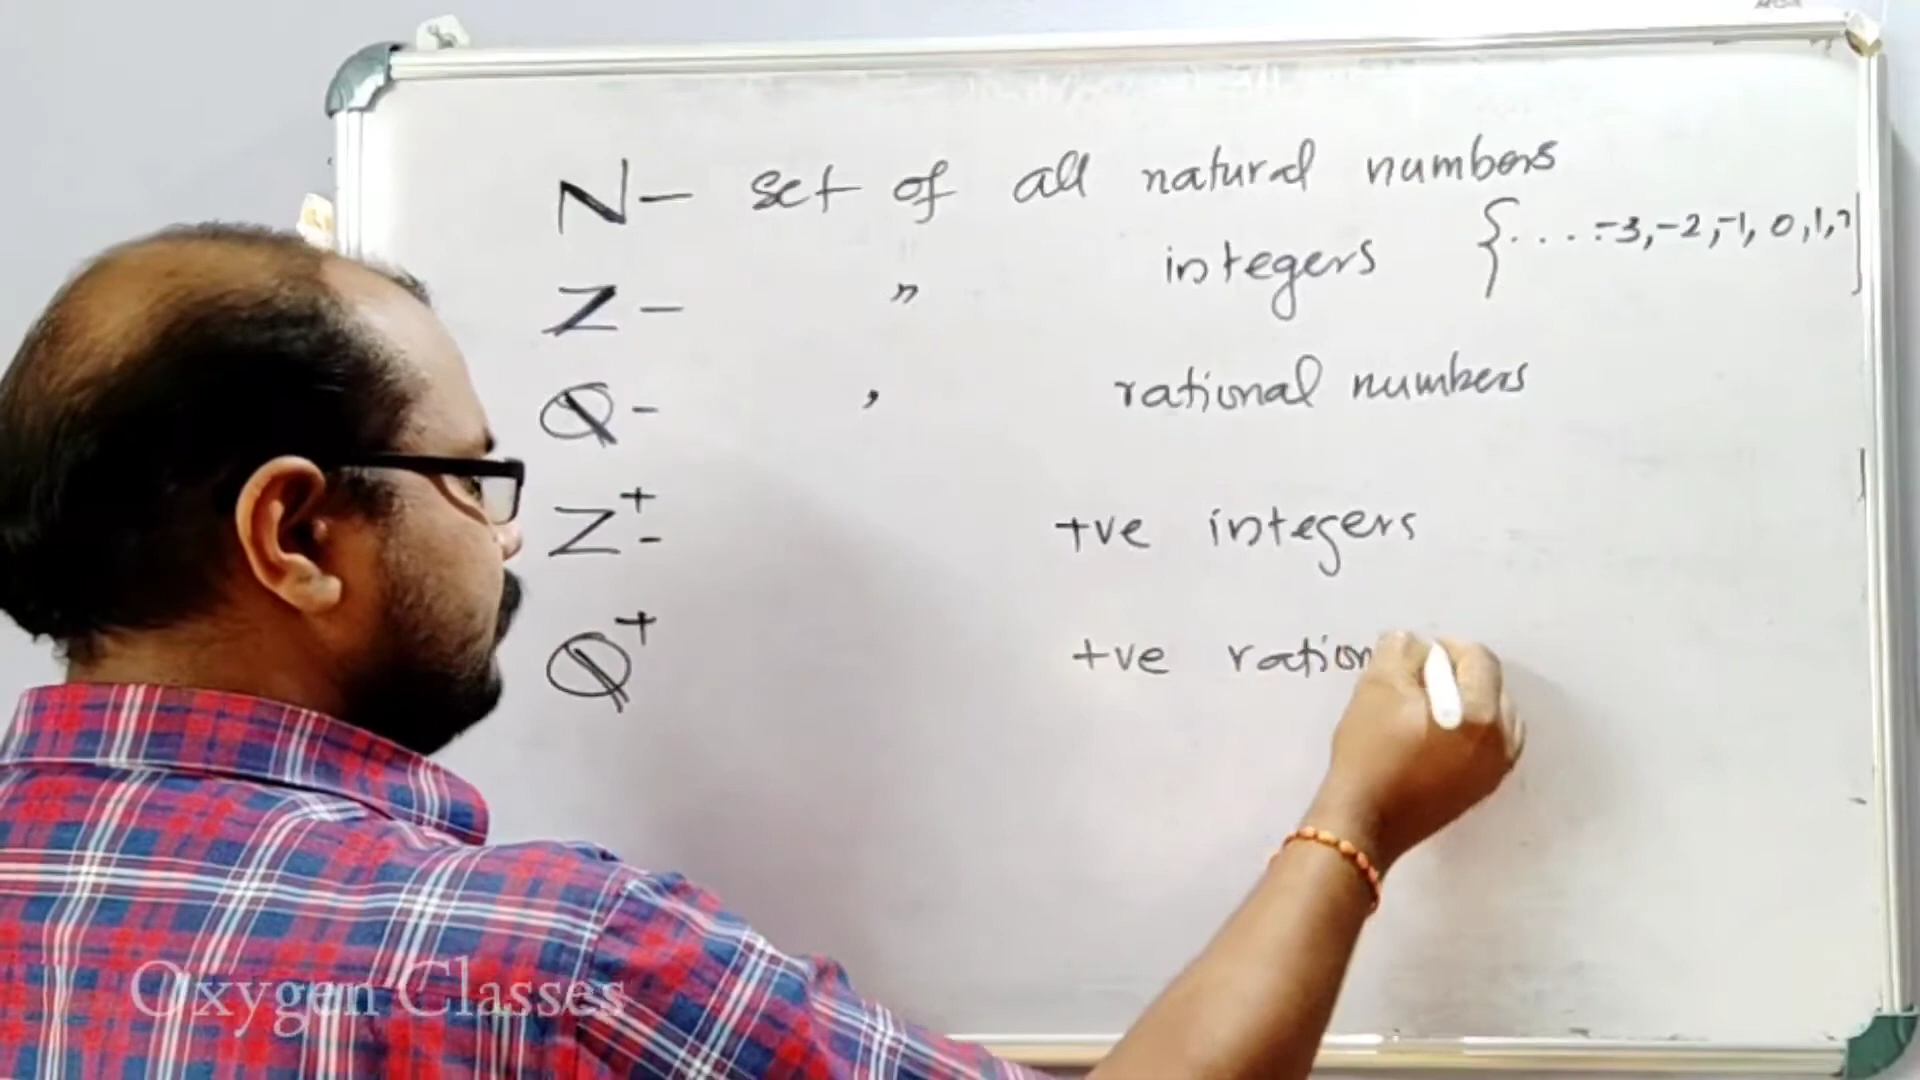 N - set of all natural numbers
Z - " integers {....-3,-2,-1, 0,1,
Q - , rational numbers
Z⁺ - +ve integers
Q⁺ +ve ration
Oxygen Classes